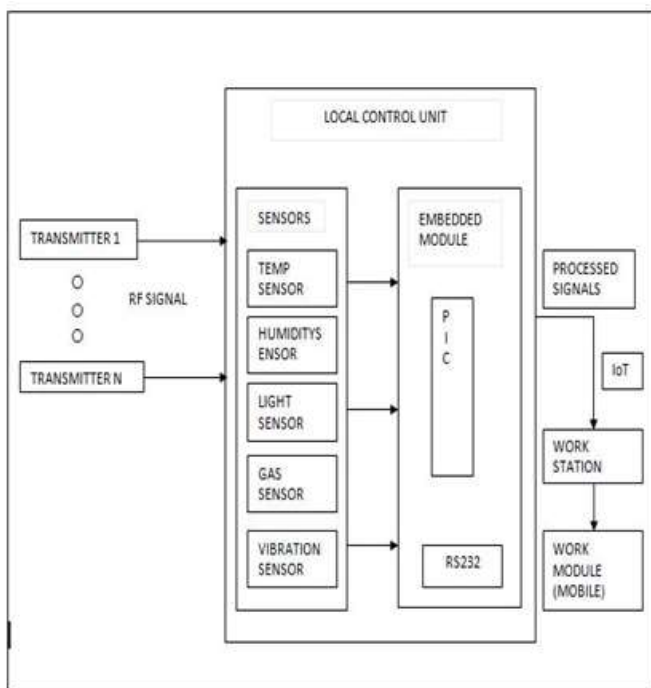 LOCAL CONTROL UNIT
TRANSMITTER 1
RF SIGNAL
TRANSMITTER N
SENSORS
TEMP
SENSOR
HUMIDITYS
ENSOR
LIGHT
SENSOR
GAS
SENSOR
VIBRATION
SENSOR
EMBEDDED
MODULE
P
I
C
RS232
PROCESSED
SIGNALS
IoT
WORK
STATION
WORK
MODULE
(MOBILE)